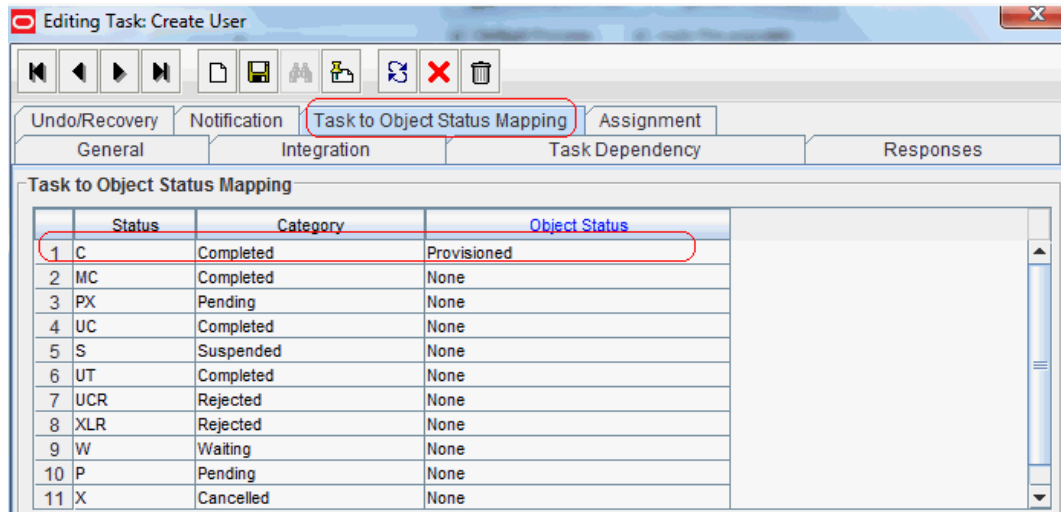 Editing Task: Create User
Undo/Recovery Notification Task to Object Status Mapping Assignment
General Integration Task Dependency Responses
Task to Object Status Mapping
Status Category Object Status
1 C Completed Provisioned
2 MC Completed None
3 PX Pending None
4 UC Completed None
5 S Suspended None
6 UT Completed None
7 UCR Rejected None
8 XLR Rejected None
9 W Waiting None
10 P Pending None
11 X Cancelled None